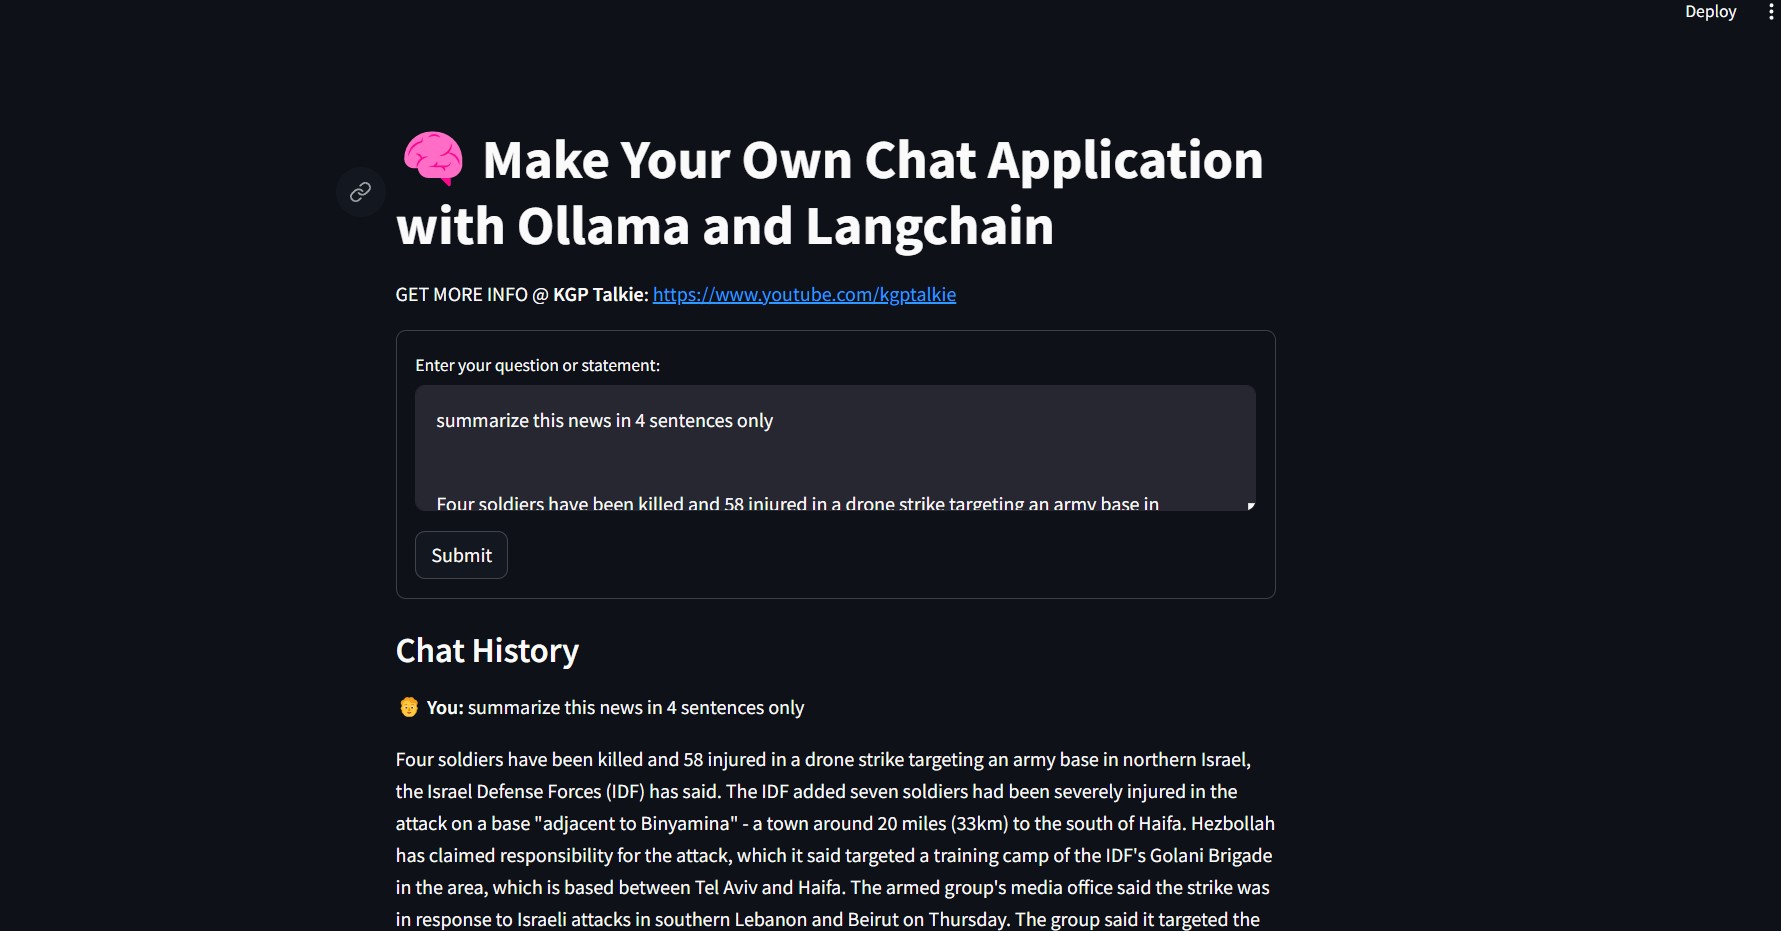 Deploy
Make Your Own Chat Application
with Ollama and Langchain
GET MORE INFO @ KGP Talkie: https://www.youtube.com/kgptalkie
Enter your question or statement:
summarize this news in 4 sentences only
Four soldiers have been killed and 58 injured in a drone strike targeting an army base in
Submit
Chat History
You: summarize this news in 4 sentences only
Four soldiers have been killed and 58 injured in a drone strike targeting an army base in northern Israel,
the Israel Defense Forces (IDF) has said. The IDF added seven soldiers had been severely injured in the
attack on a base "adjacent to Binyamina" - a town around 20 miles (33km) to the south of Haifa. Hezbollah
has claimed responsibility for the attack, which it said targeted a training camp of the IDF's Golani Brigade
in the area, which is based between Tel Aviv and Haifa. The armed group's media office said the strike was
in response to Israeli attacks in southern Lebanon and Beirut on Thursday. The group said it targeted the